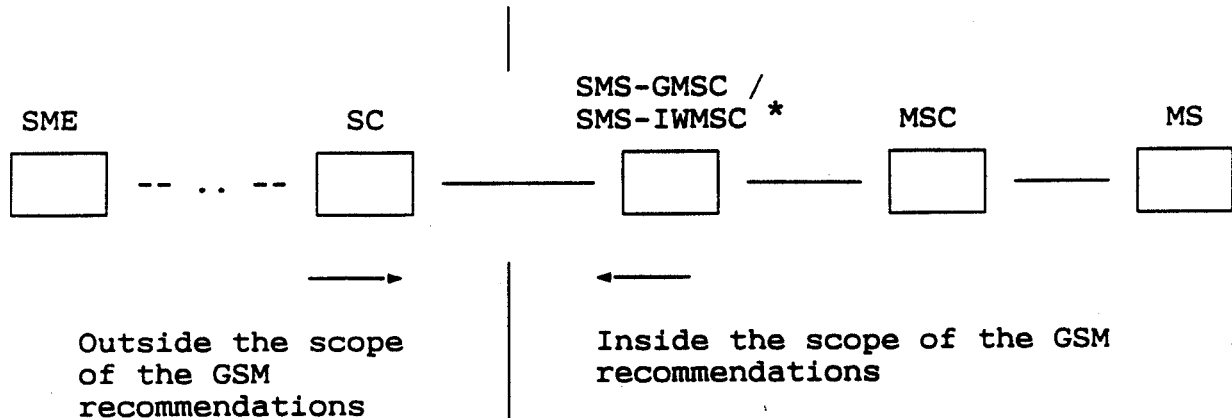 SMS-GMSC /
SME SC SMS-IWMSC * MSC MS
-- .. --
Outside the scope
of the GSM
recommendations
Inside the scope of the GSM
recommendations